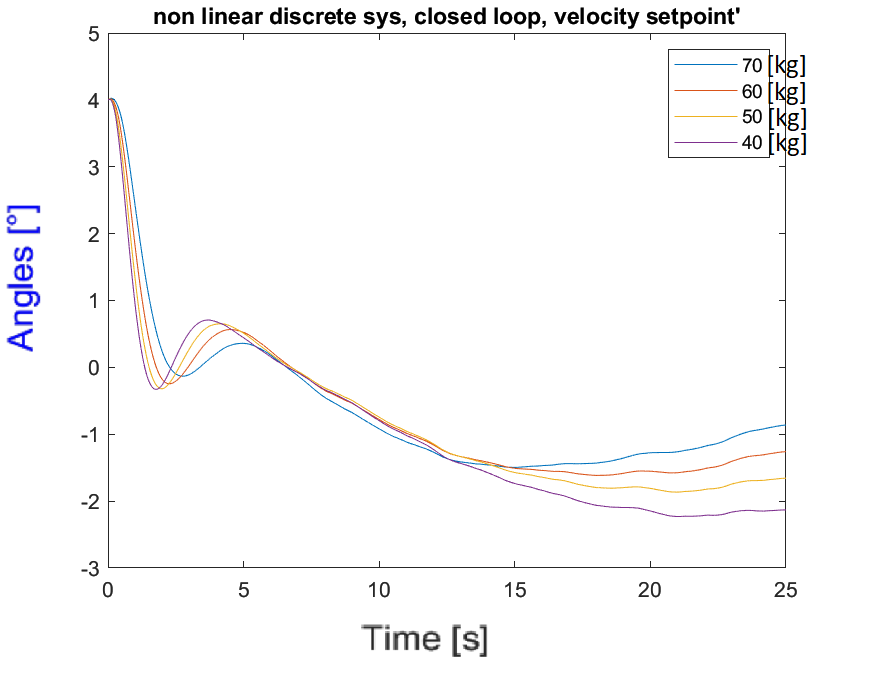 non linear discrete sys, closed loop, velocity setpoint'
70 [kg]
60 [kg]
50 [kg]
40 [kg]
Angles [°]
5
4
3
2
1
0
-1
-2
-3
0 5 10 15 20 25
Time [s]